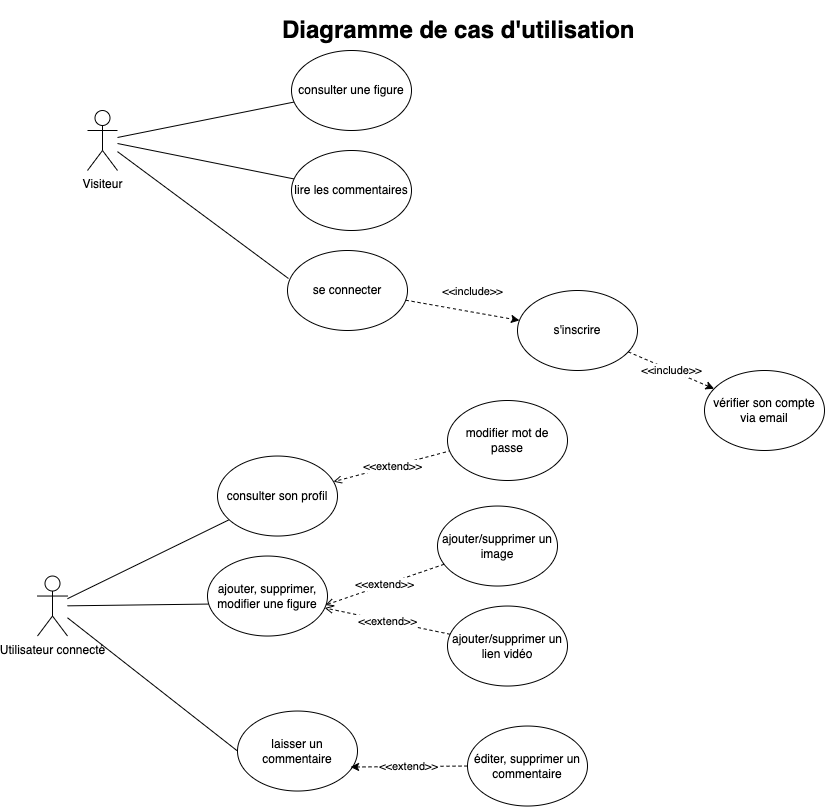 Diagramme de cas d'utilisation
consulter une figure
Visiteur
lire les commentaires
se connecter
<<include>>
s'inscrire
<<include>>
vérifier son compte
via email
modifier mot de
passe
<<extend>>
consulter son profil
ajouter/supprimer un
image
<<extend>>
ajouter, supprimer,
modifier une figure
<<extend>>
ajouter/supprimer un
lien vidéo
Utilisateur connecté
laisser un
commentaire
<<extend>>
éditer, supprimer un
commentaire